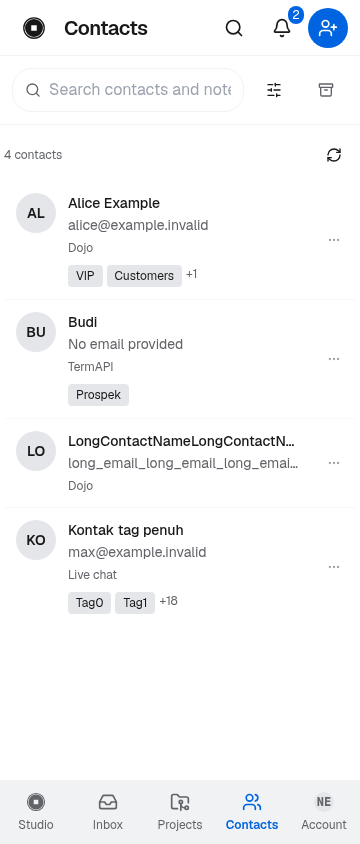 Contacts
2
Search contacts and note
4 contacts
AL
Alice Example
alice@example.invalid
Dojo
VIP Customers +1
BU
Budi
No email provided
TermAPI
Prospek
LO
LongContactNameLongContactN...
long_email_long_email_long_emai...
Dojo
KO
Kontak tag penuh
max@example.invalid
Live chat
Tag0 Tag1 +18
NE
Studio Inbox Projects Contacts Account